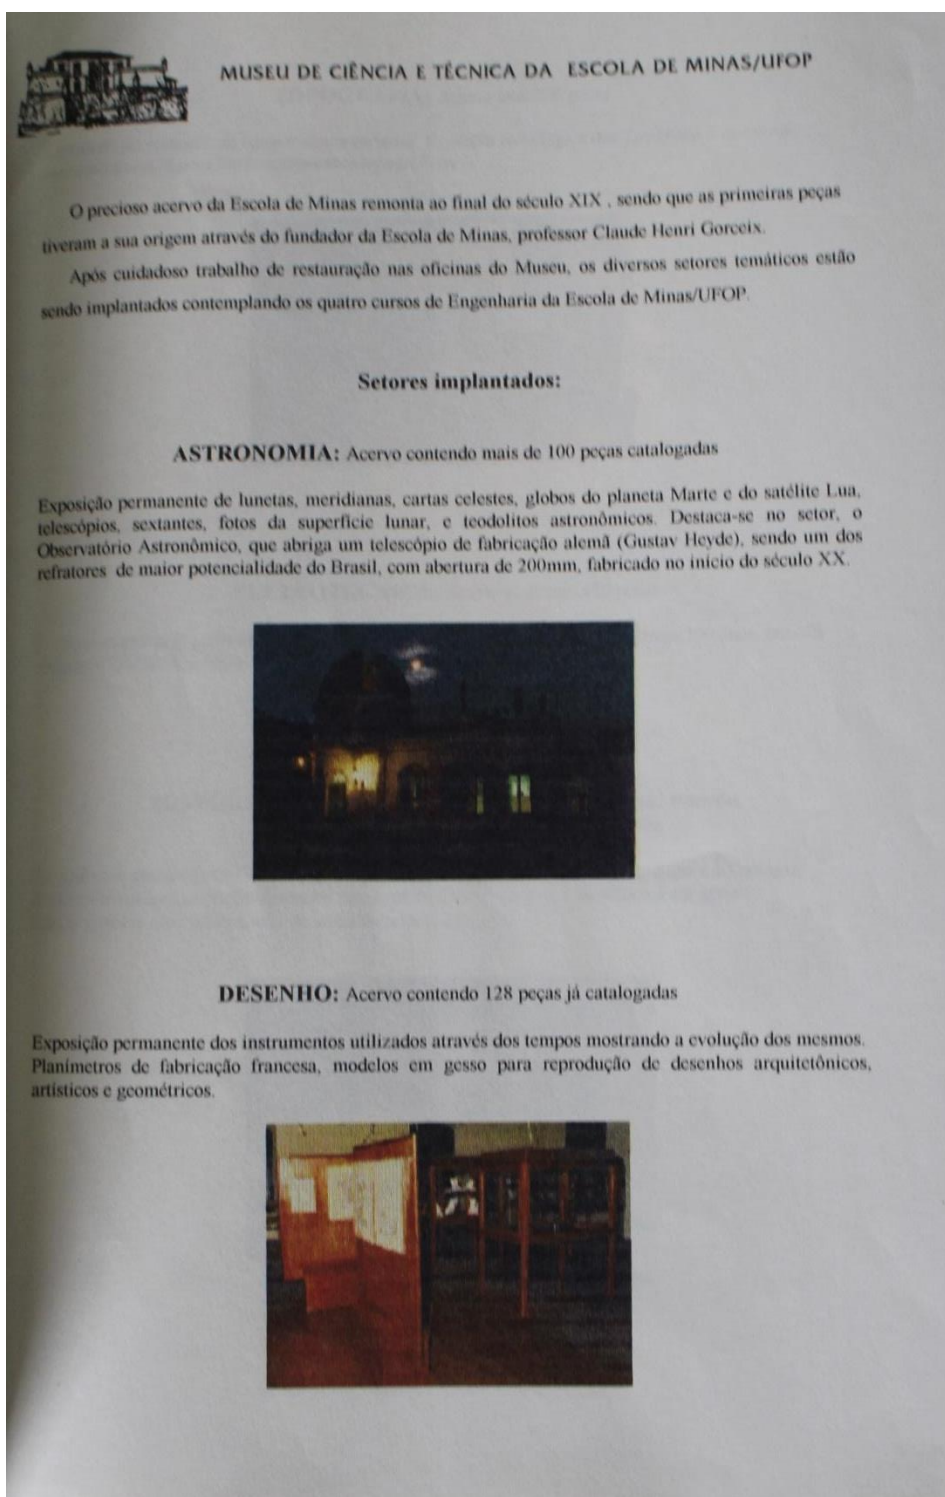 MUSEU DE CIÊNCIA E TÉCNICA DA ESCOLA DE MINAS/UFOP
O precioso acervo da Escola de Minas remonta ao final do século XIX , sendo que as primeiras peças
tiveram a sua origem através do fundador da Escola de Minas, professor Claude Henri Gorceix.
Após cuidadoso trabalho de restauração nas oficinas do Museu, os diversos setores temáticos estão
sendo implantados contemplando os quatro cursos de Engenharia da Escola de Minas/UFOP.
Setores implantados:
ASTRONOMIA: Acervo contendo mais de 100 peças catalogadas
Exposição permanente de lunetas, meridianas, cartas celestes, globos do planeta Marte e do satélite Lua,
telescópios, sextantes, fotos da superfície lunar, e teodolitos astronômicos. Destaca-se no setor, o
Observatório Astronômico, que abriga um telescópio de fabricação alemã (Gustav Heyde), sendo um dos
refratores de maior potencialidade do Brasil, com abertura de 200mm, fabricado no início do século XX.
DESENHO: Acervo contendo 128 peças já catalogadas
Exposição permanente dos instrumentos utilizados através dos tempos mostrando a evolução dos mesmos.
Planímetros de fabricação francesa, modelos em gesso para reprodução de desenhos arquitetônicos,
artísticos e geométricos.